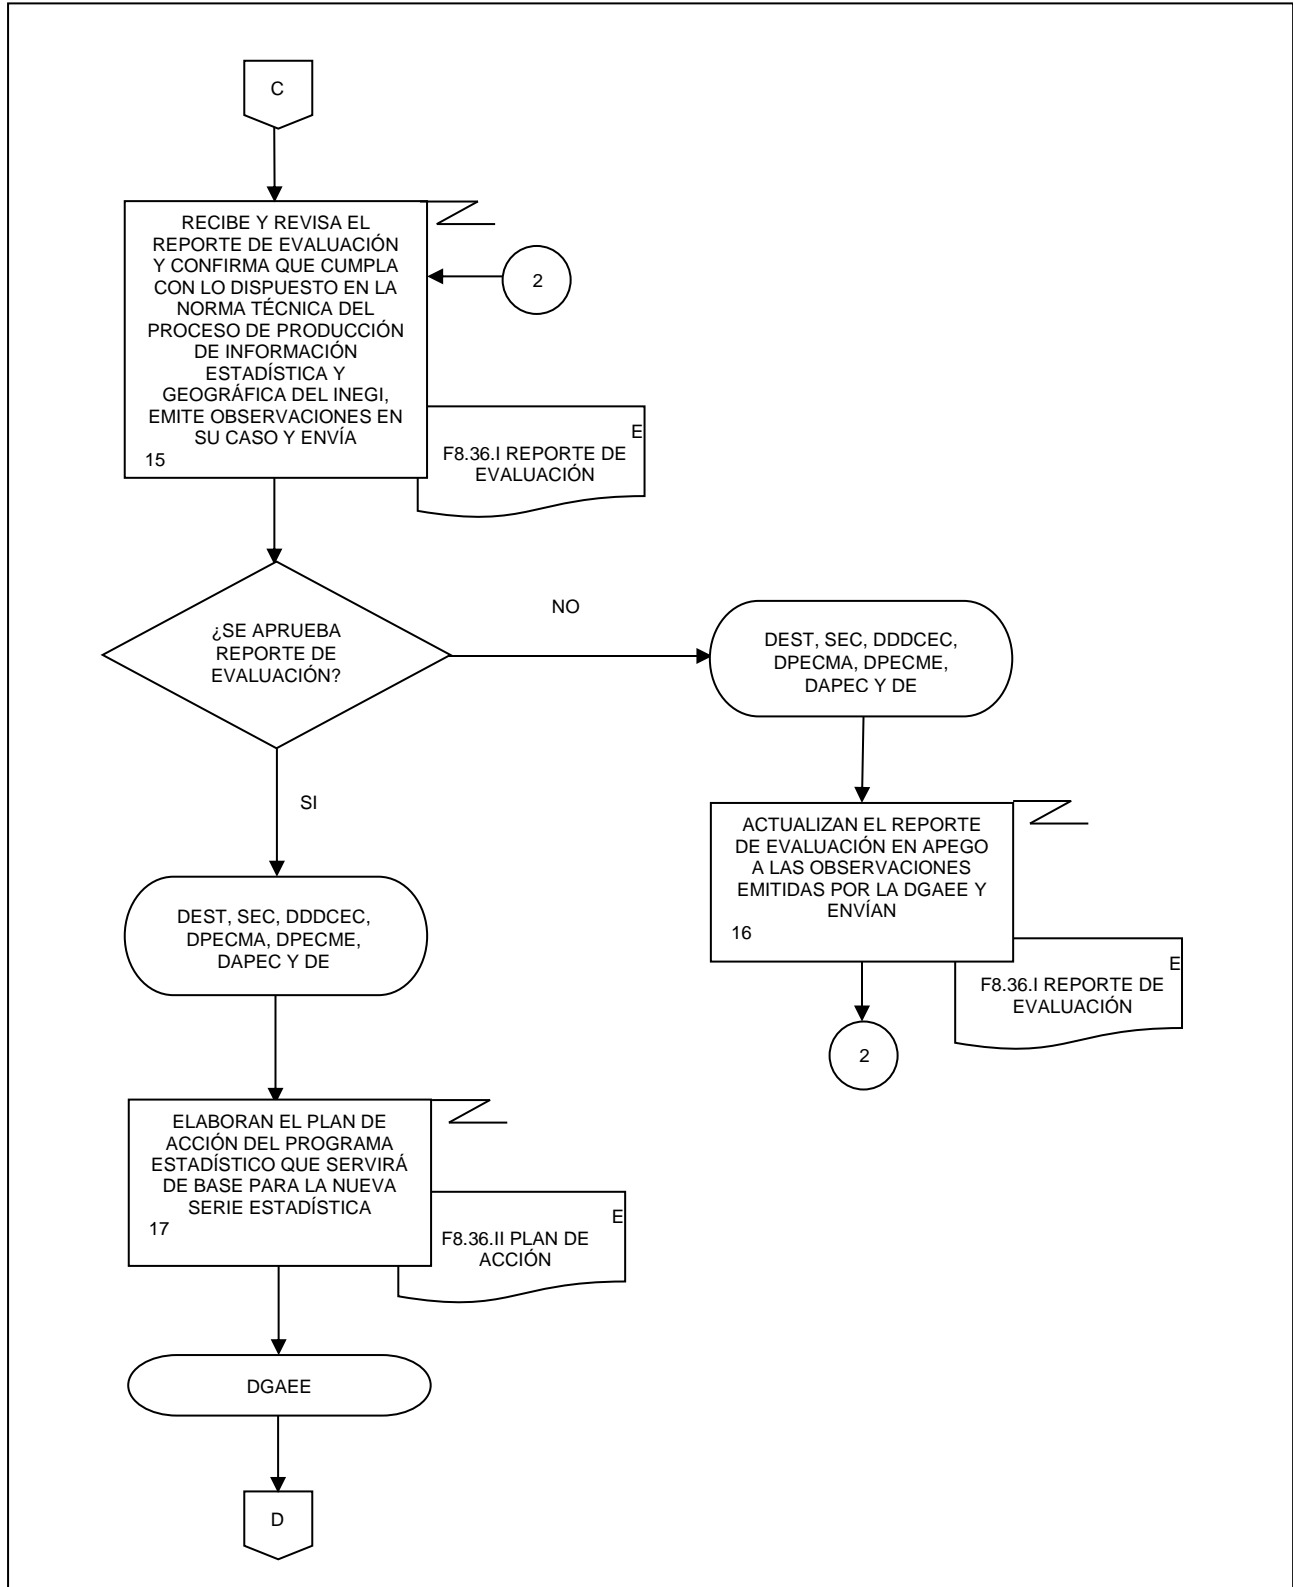 C
RECIBE Y REVISA EL
REPORTE DE EVALUACIÓN
Y CONFIRMA QUE CUMPLA
CON LO DISPUESTO EN LA
NORMA TÉCNICA DEL
PROCESO DE PRODUCCIÓN
DE INFORMACIÓN
ESTADÍSTICA Y
GEOGRÁFICA DEL INEGI,
EMITE OBSERVACIONES EN
SU CASO Y ENVÍA
15
2
E
F8.36.I REPORTE DE
EVALUACIÓN
¿SE APRUEBA
REPORTE DE
EVALUACIÓN?
NO
DEST, SEC, DDDCEC,
DPECMA, DPECME,
DAPEC Y DE
ACTUALIZAN EL REPORTE
DE EVALUACIÓN EN APEGO
A LAS OBSERVACIONES
EMITIDAS POR LA DGAEE Y
ENVÍAN
16
E
F8.36.I REPORTE DE
EVALUACIÓN
2
SI
DEST, SEC, DDDCEC,
DPECMA, DPECME,
DAPEC Y DE
ELABORAN EL PLAN DE
ACCIÓN DEL PROGRAMA
ESTADÍSTICO QUE SERVIRÁ
DE BASE PARA LA NUEVA
SERIE ESTADÍSTICA
17
E
F8.36.II PLAN DE
ACCIÓN
DGAEE
D